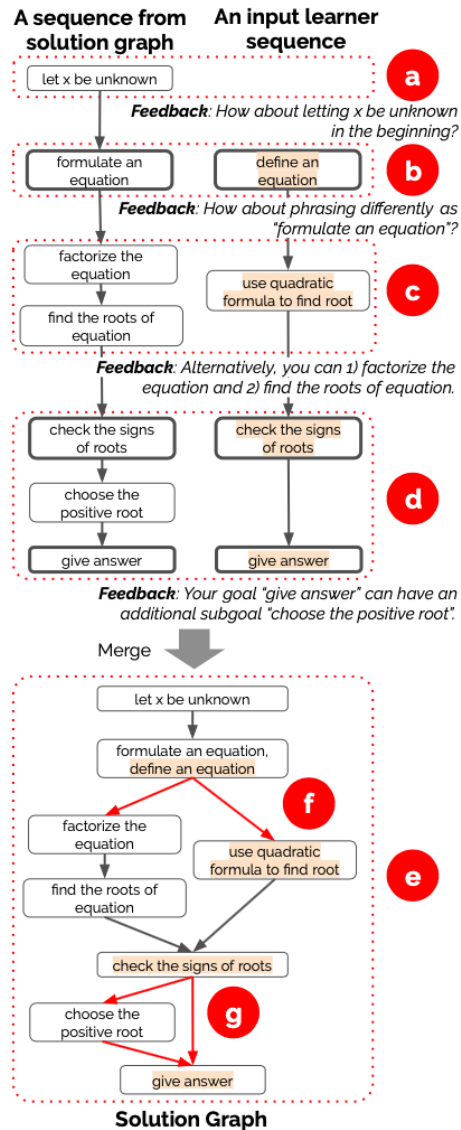 A sequence from
solution graph
An input learner
sequence
let x be unknown
a
Feedback: How about letting x be unknown
in the beginning?
formulate an
equation
define an
equation
b
Feedback: How about phrasing differently as
“formulate an equation”?
factorize the
equation
find the roots of
equation
use quadratic
formula to find root
c
Feedback: Alternatively, you can 1) factorize the
equation and 2) find the roots of equation.
check the signs
of roots
check the signs
of roots
choose the
positive root
d
give answer
give answer
Feedback: Your goal “give answer” can have an
additional subgoal “choose the positive root”.
Merge
let x be unknown
formulate an equation,
define an equation
f
factorize the
equation
use quadratic
formula to find root
e
find the roots of
equation
check the signs of roots
choose the
positive root
g
give answer
Solution Graph